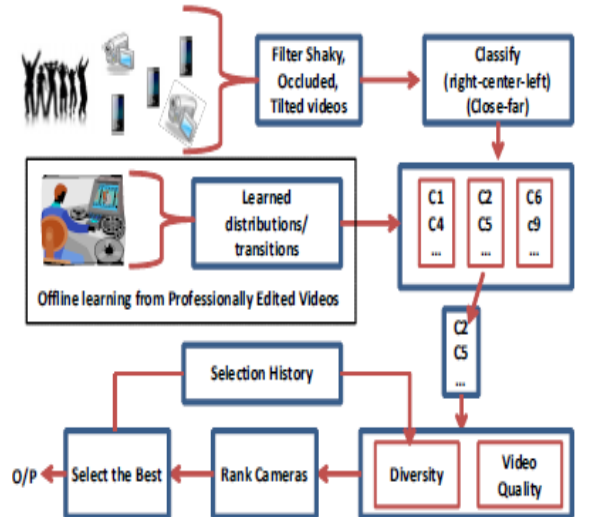 Filter Shaky,
Occluded,
Tilted videos
Classify
(right-center-left)
(Close-far)
Learned
distributions/
transitions
Offline learning from Professionally Edited Videos
C1
C4
...
C2
C5
...
C6
c9
...
C2
C5
...
Selection History
O/P
Select the Best
Rank Cameras
Diversity
Video
Quality